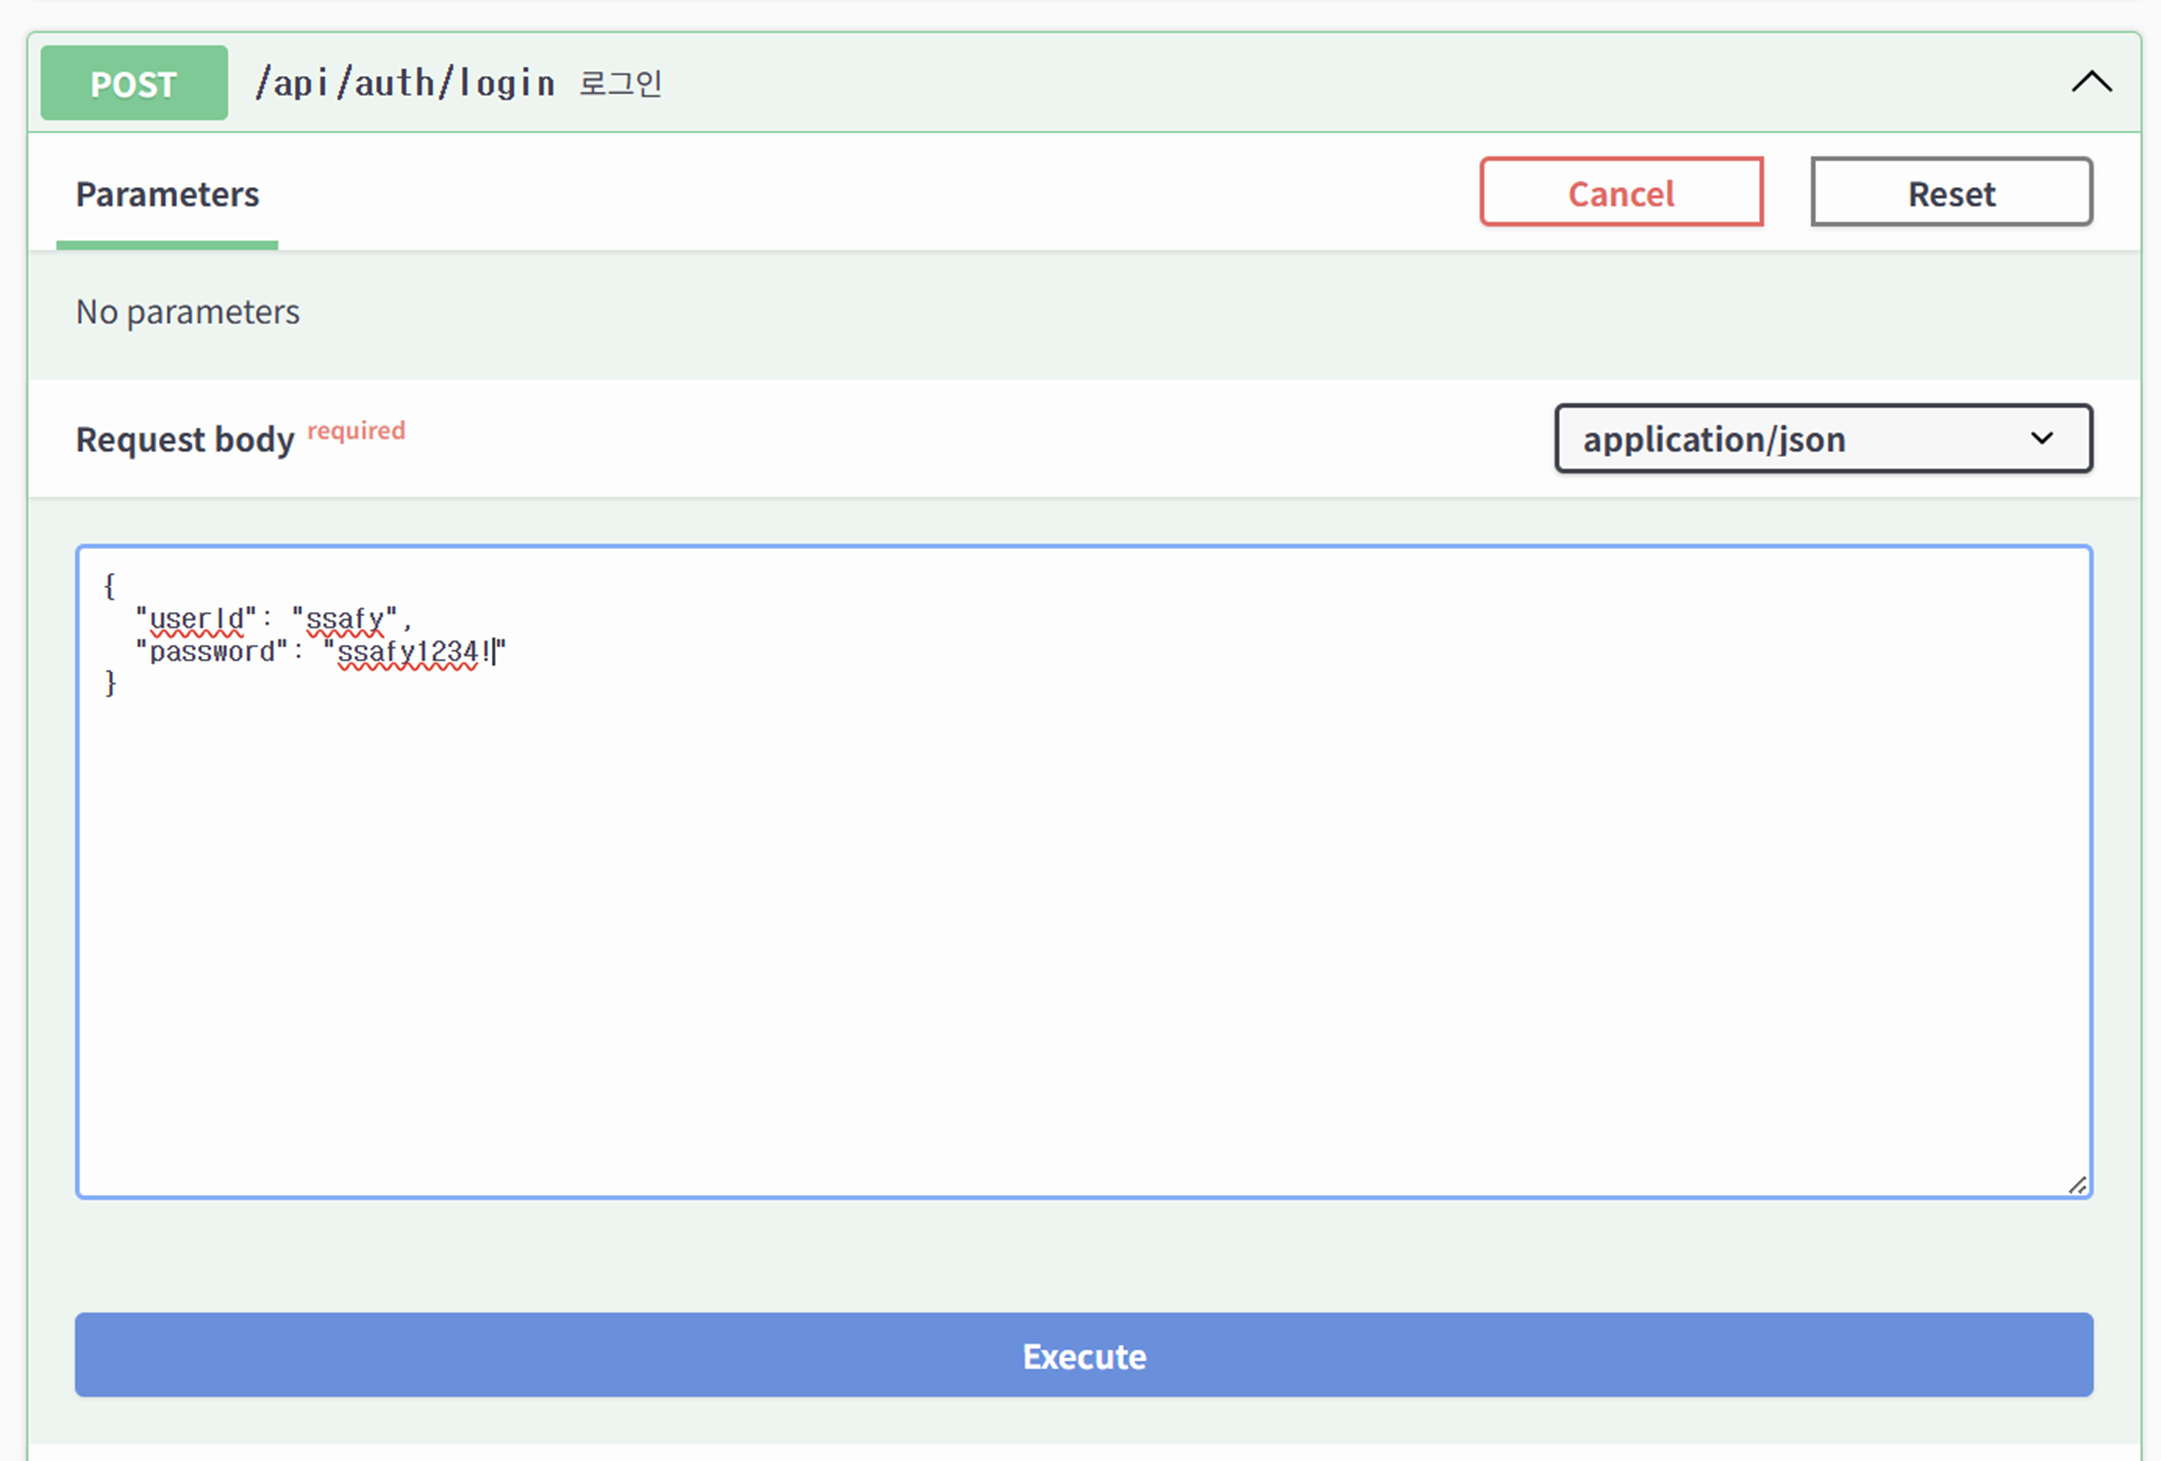 POST /api/auth/login 로그인
Parameters
Cancel
Reset
No parameters
Request body required
application/json
{
"userId": "ssafy",
"password": "ssafy1234!"
}
Execute